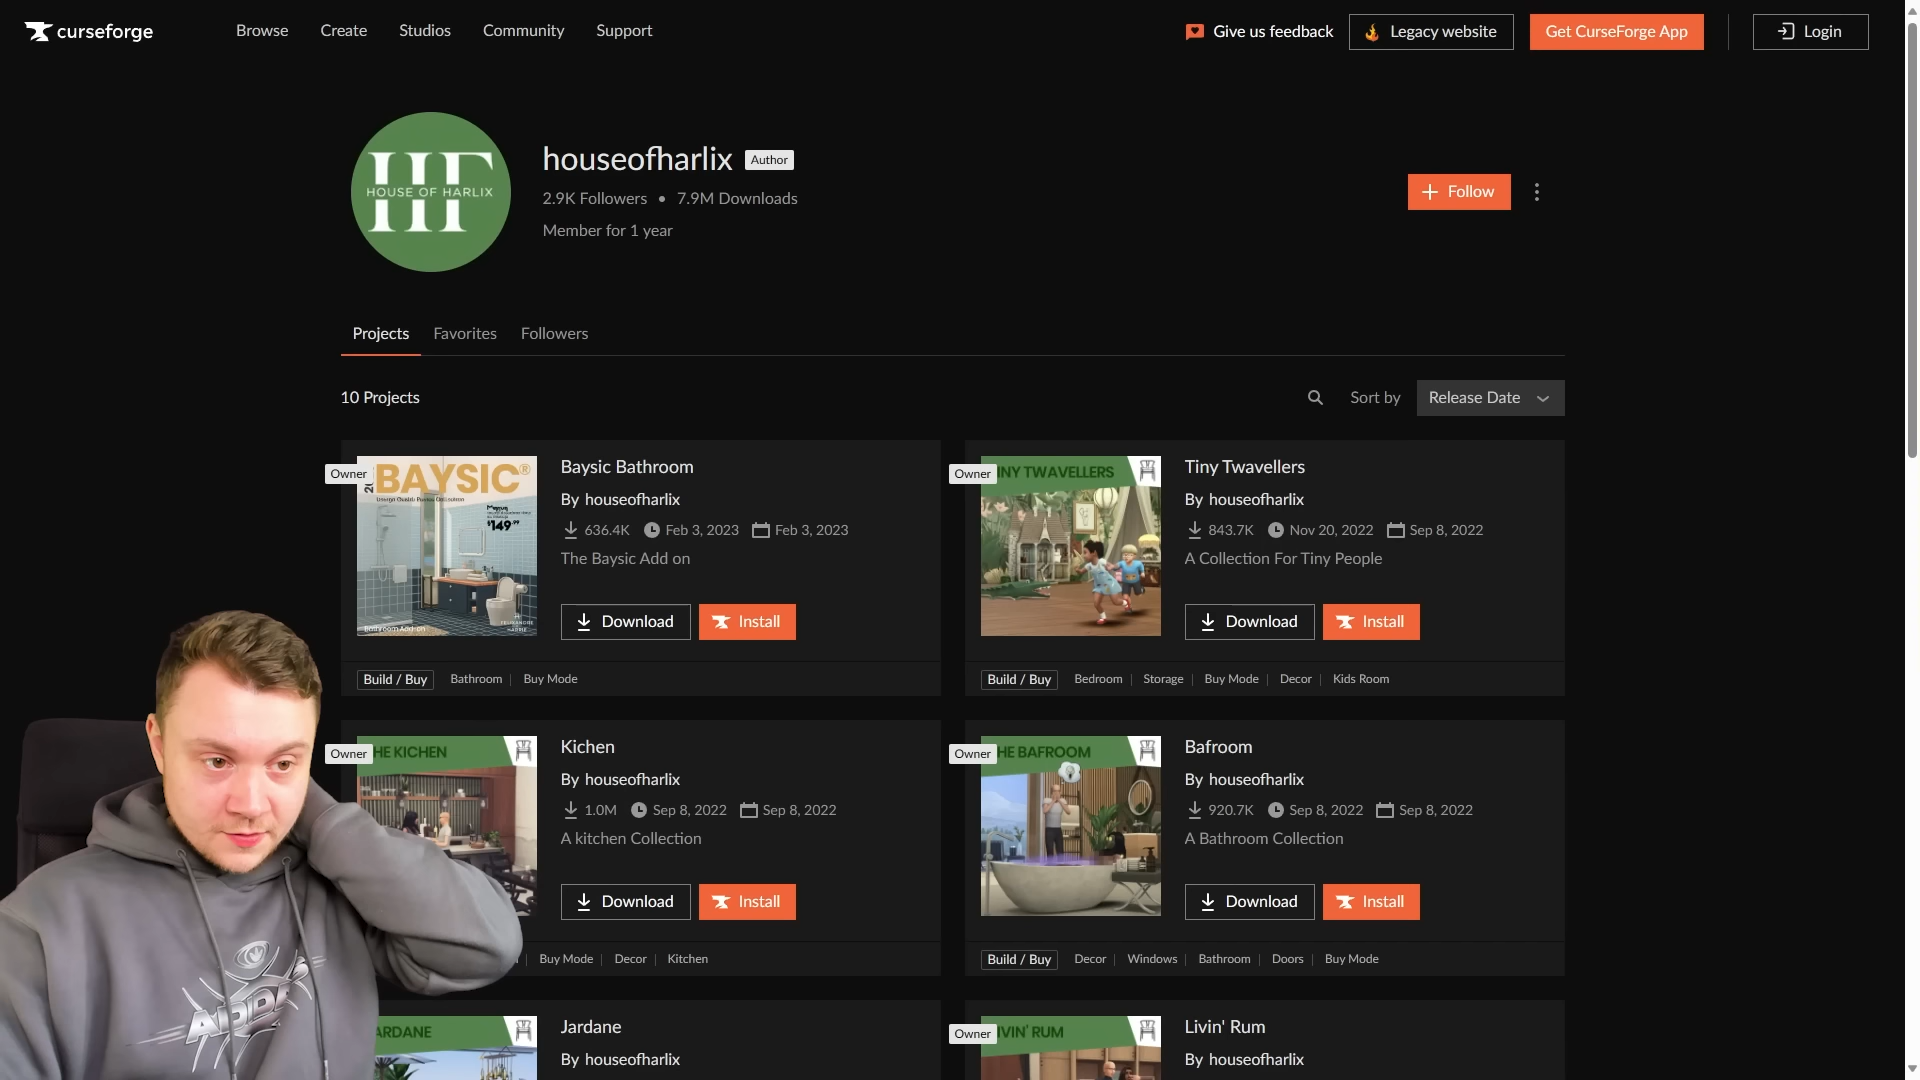 curseforge
Browse
Create
Studios
Community
Support
Give us feedback
Legacy website
Get CurseForge App
Login
HOUSE OF HARLIX
houseofharlix
Author
2.9K Followers • 7.9M Downloads
Member for 1 year
Follow
Projects
Favorites
Followers
10 Projects
Sort by
Release Date
Owner
BAYSIC®
$149
Baysic Bathroom
By houseofharlix
636.4K
Feb 3, 2023
Feb 3, 2023
The Baysic Add on
Download
Install
Build / Buy
Bathroom
Buy Mode
Owner
INY TWAVELLERS
Tiny Twavellers
By houseofharlix
843.7K
Nov 20, 2022
Sep 8, 2022
A Collection For Tiny People
Download
Install
Build / Buy
Bedroom
Storage
Buy Mode
Decor
Kids Room
Owner
HE KICHEN
Kichen
By houseofharlix
1.0M
Sep 8, 2022
Sep 8, 2022
A kitchen Collection
Download
Install
Buy Mode
Decor
Kitchen
Owner
HE BAFROOM
Bafroom
By houseofharlix
920.7K
Sep 8, 2022
Sep 8, 2022
A Bathroom Collection
Download
Install
Build / Buy
Decor
Windows
Bathroom
Doors
Buy Mode
ARDANE
Jardane
By houseofharlix
Owner
IVIN' RUM
Livin' Rum
By houseofharlix